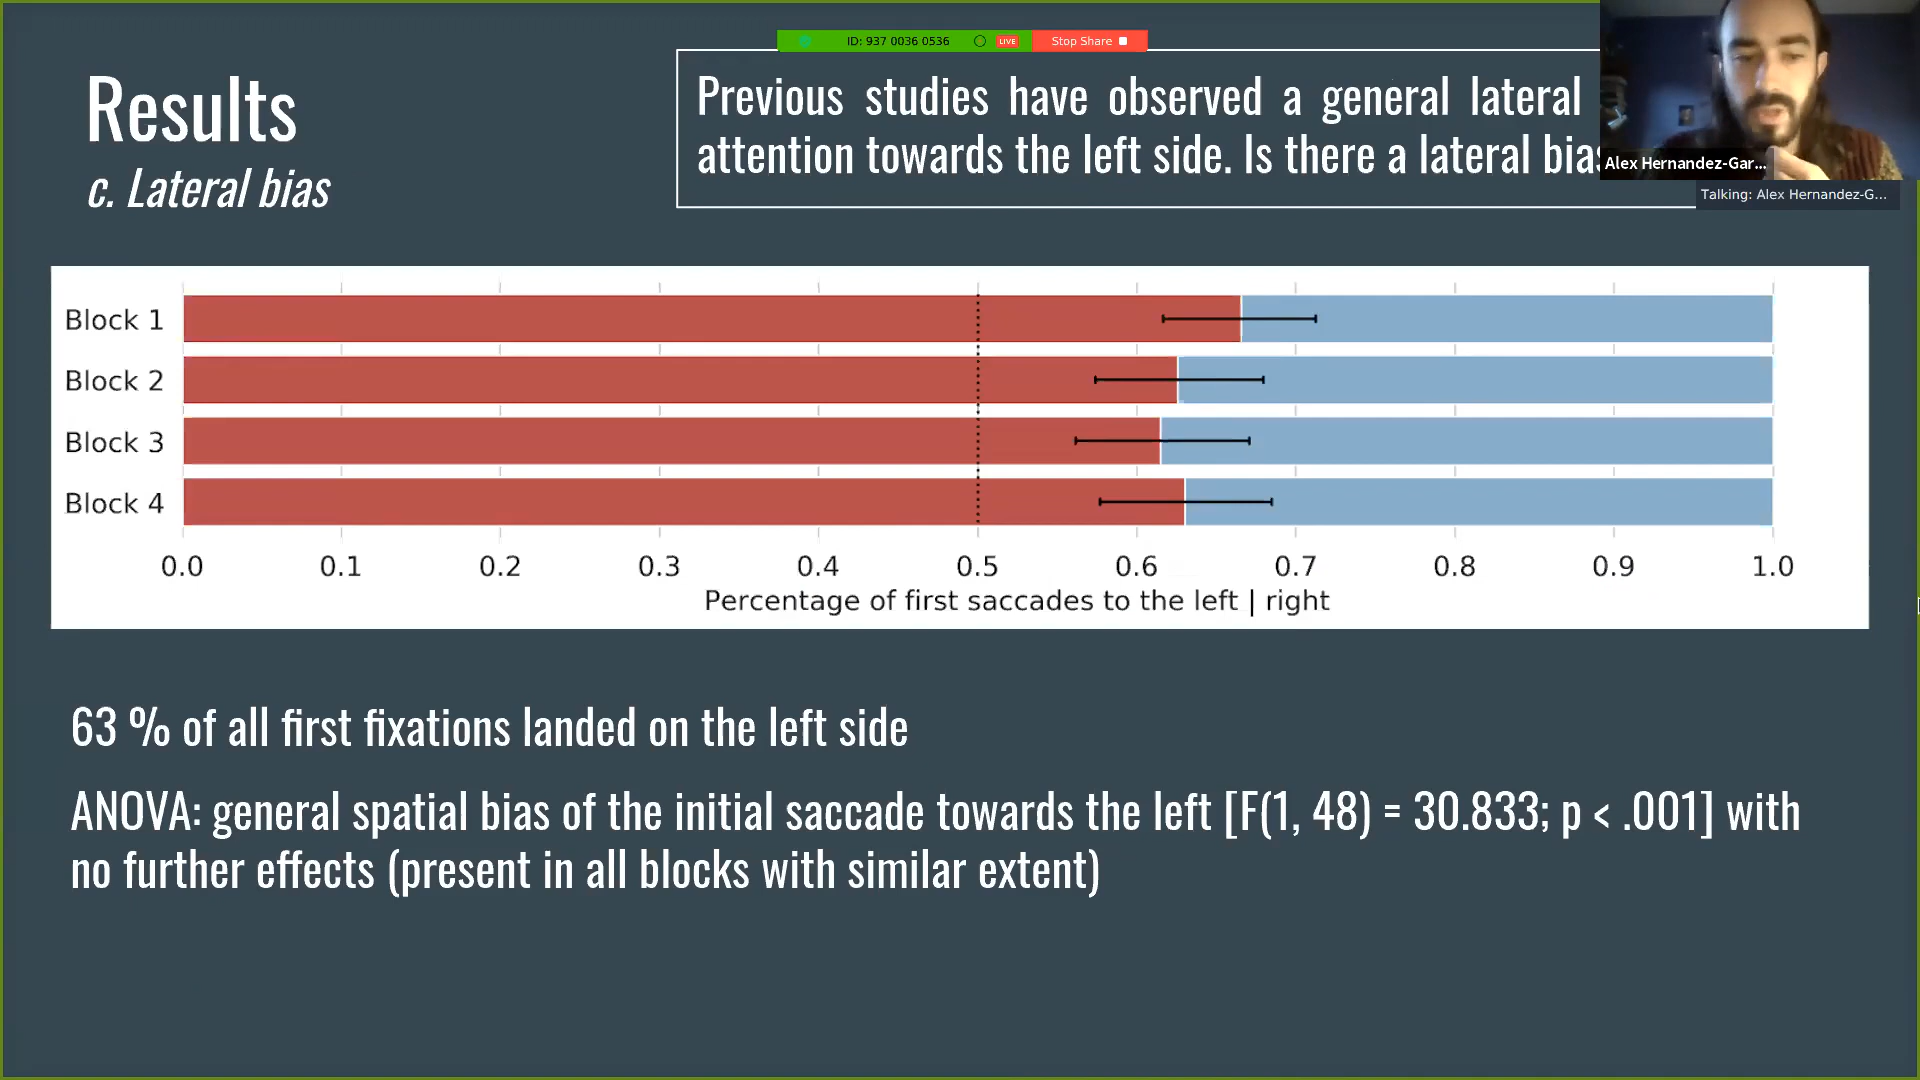 ID: 937 0036 0536
LIVE
Stop Share
Results
c. Lateral bias
Previous studies have observed a general lateral
attention towards the left side. Is there a lateral bias
Alex Hernandez-Gar...
Talking: Alex Hernandez-G...
Block 1
Block 2
Block 3
Block 4
0.0 0.1 0.2 0.3 0.4 0.5 0.6 0.7 0.8 0.9 1.0
Percentage of first saccades to the left | right
63 % of all first fixations landed on the left side
ANOVA: general spatial bias of the initial saccade towards the left [F(1, 48) = 30.833; p < .001] with
no further effects (present in all blocks with similar extent)